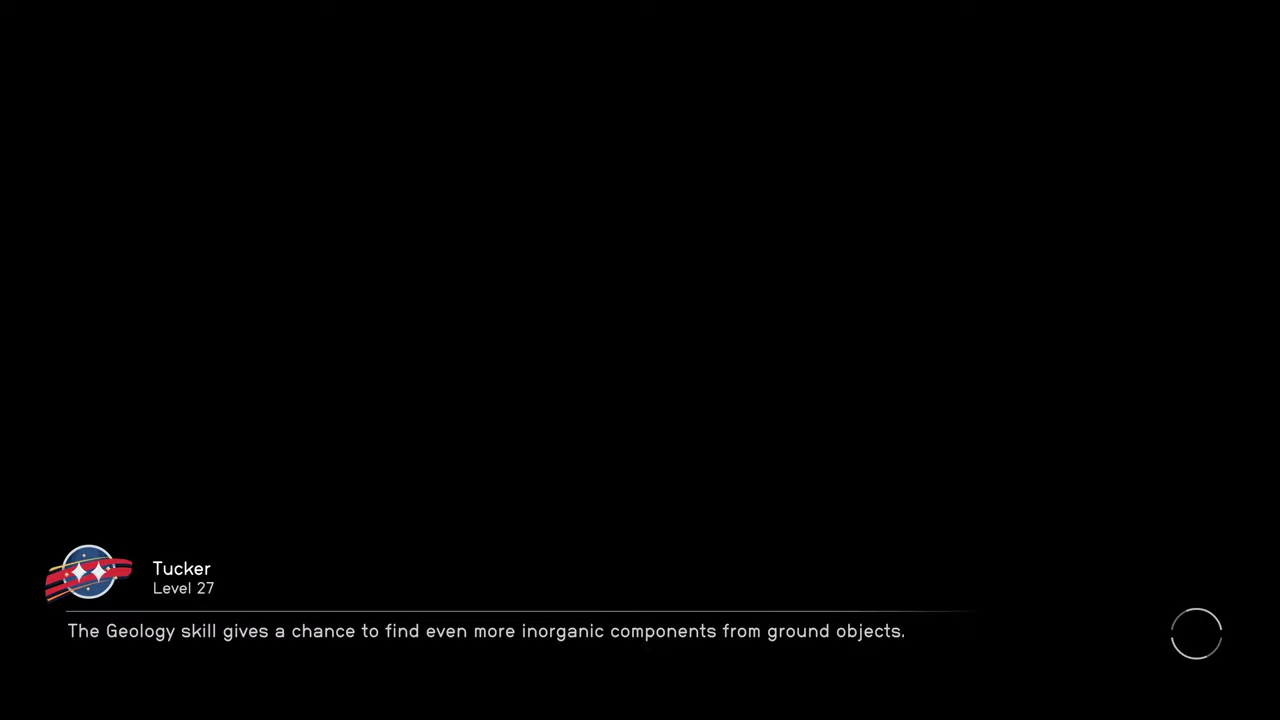 Tucker
Level 27
The Geology skill gives a chance to find even more inorganic components from ground objects.